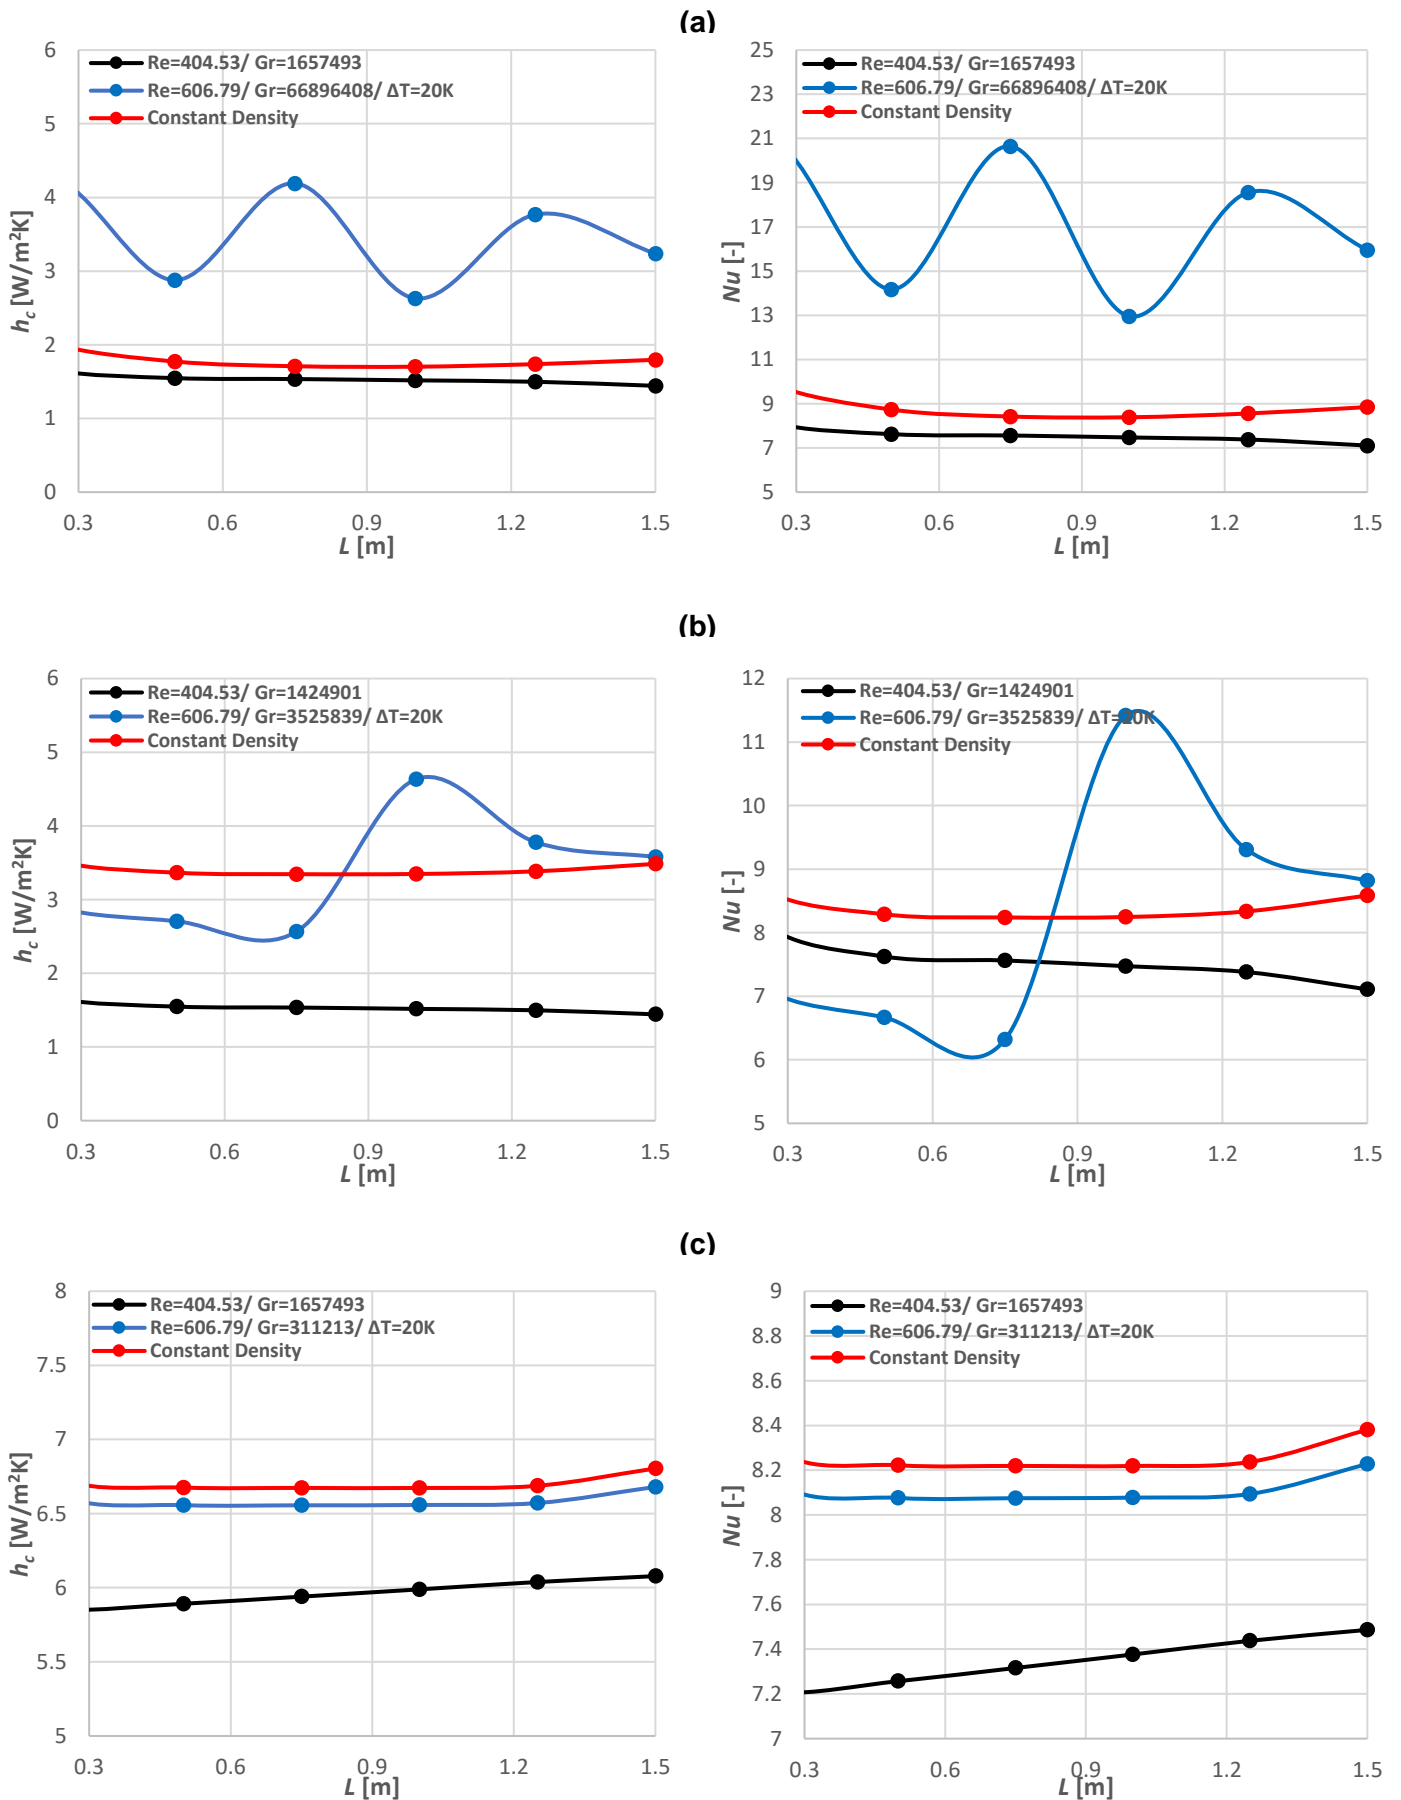 (a)
6
5
4
3
2
1
0
0.3 0.6 0.9 1.2 1.5
h_c [W/m²K]
L [m]
Re=404.53/ Gr=1657493
Re=606.79/ Gr=66896408/ ΔT=20K
Constant Density
25
23
21
19
17
15
13
11
9
7
5
0.3 0.6 0.9 1.2 1.5
Nu [-]
L [m]
Re=404.53/ Gr=1657493
Re=606.79/ Gr=66896408/ ΔT=20K
Constant Density
(b)
6
5
4
3
2
1
0
0.3 0.6 0.9 1.2 1.5
h_c [W/m²K]
L [m]
Re=404.53/ Gr=1424901
Re=606.79/ Gr=3525839/ ΔT=20K
Constant Density
12
11
10
9
8
7
6
5
0.3 0.6 0.9 1.2 1.5
Nu [-]
L [m]
Re=404.53/ Gr=1424901
Re=606.79/ Gr=3525839/ ΔT=20K
Constant Density
(c)
8
7.5
7
6.5
6
5.5
5
0.3 0.6 0.9 1.2 1.5
h_c [W/m²K]
L [m]
Re=404.53/ Gr=1657493
Re=606.79/ Gr=311213/ ΔT=20K
Constant Density
9
8.8
8.6
8.4
8.2
8
7.8
7.6
7.4
7.2
7
0.3 0.6 0.9 1.2 1.5
Nu [-]
L [m]
Re=404.53/ Gr=1657493
Re=606.79/ Gr=311213/ ΔT=20K
Constant Density